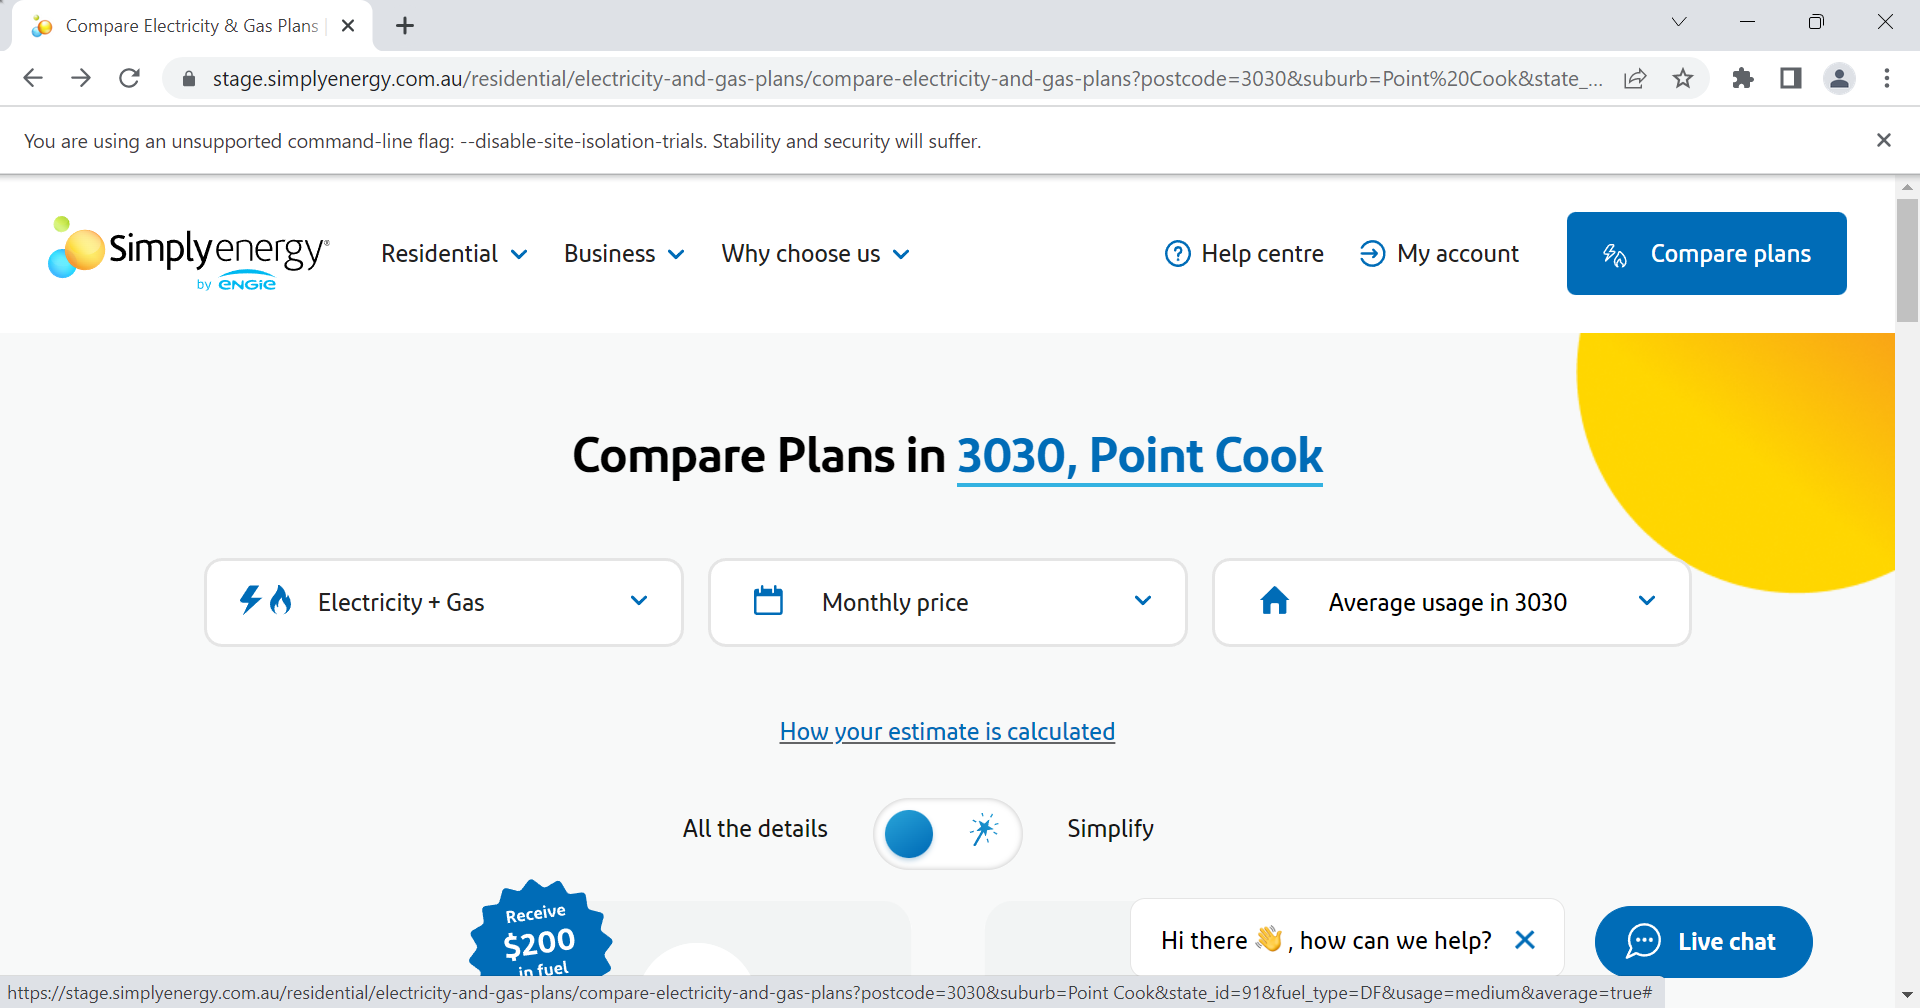 Compare Electricity & Gas Plans
stage.simplyenergy.com.au/residential/electricity-and-gas-plans/compare-electricity-and-gas-plans?postcode=3030&suburb=Point%20Cook&state_...
You are using an unsupported command-line flag: --disable-site-isolation-trials. Stability and security will suffer.
Simplyenergy®
by ENGIE
Residential
Business
Why choose us
Help centre
My account
Compare plans
Compare Plans in 3030, Point Cook
Electricity + Gas
Monthly price
Average usage in 3030
How your estimate is calculated
All the details
Simplify
Receive
$200
in fuel
Hi there 👋 , how can we help?
Live chat
https://stage.simplyenergy.com.au/residential/electricity-and-gas-plans/compare-electricity-and-gas-plans?postcode=3030&suburb=Point Cook&state_id=91&fuel_type=DF&usage=medium&average=true#